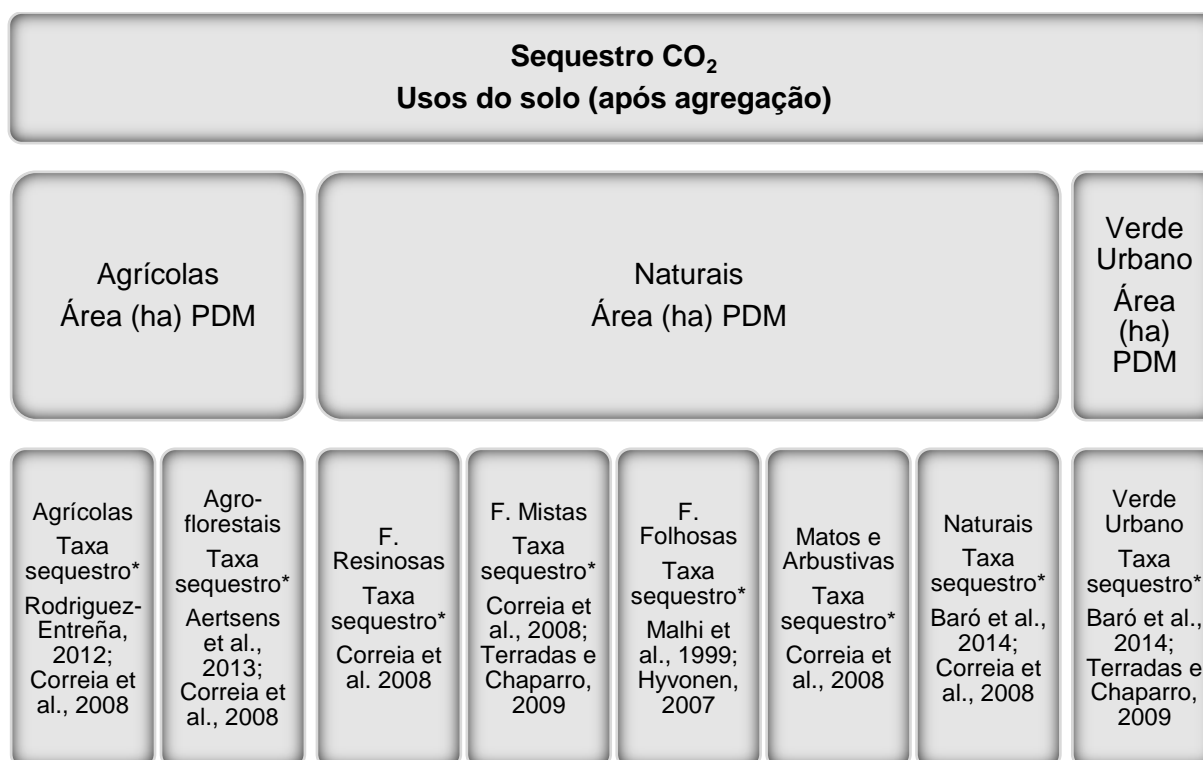 Sequestro CO₂
Usos do solo (após agregação)
Agrícolas
Área (ha) PDM
Naturais
Área (ha) PDM
Verde
Urbano
Área
(ha)
PDM
Agrícolas
Taxa
sequestro*
Rodriguez-
Entreña,
2012;
Correia et
al., 2008
Agro-
florestais
Taxa
sequestro*
Aertsens
et al.,
2013;
Correia et
al., 2008
F.
Resinosas
Taxa
sequestro*
Correia et
al. 2008
F. Mistas
Taxa
sequestro*
Correia et
al., 2008;
Terradas e
Chaparro,
2009
F.
Folhosas
Taxa
sequestro*
Malhi et
al., 1999;
Hyvonen,
2007
Matos e
Arbustivas
Taxa
sequestro*
Correia et
al., 2008
Naturais
Taxa
sequestro*
Baró et al.,
2014;
Correia et
al., 2008
Verde
Urbano
Taxa
sequestro*
Baró et al.,
2014;
Terradas e
Chaparro,
2009